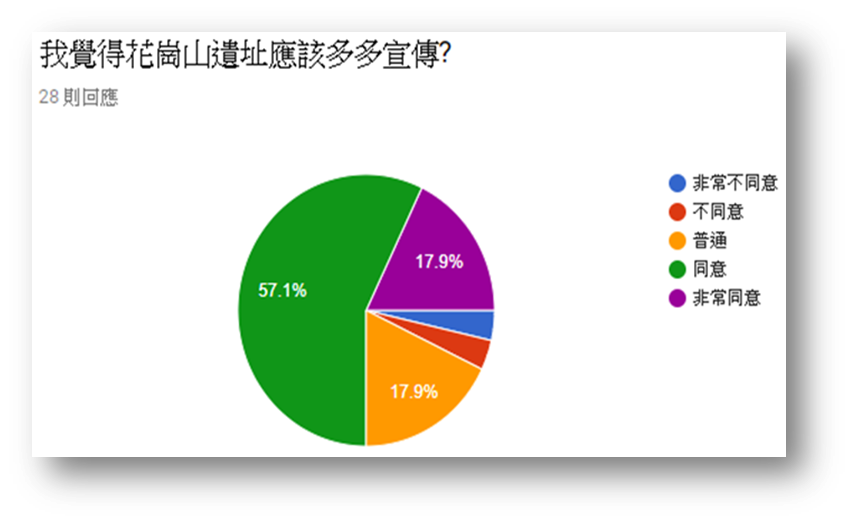 我覺得花崗山遺址應該多多宣傳?
28 則回應
非常不同意
不同意
普通
同意
非常同意
57.1%
17.9%
17.9%